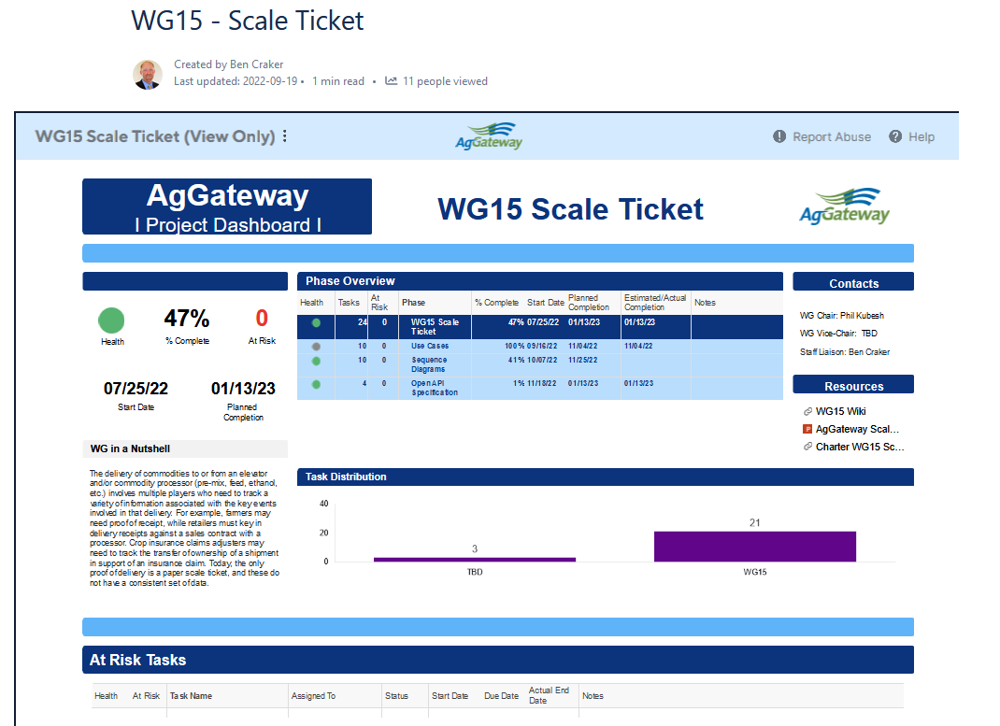 WG15 - Scale Ticket
Created by Ben Craker
Last updated: 2022-09-19 • 1 min read • 11 people viewed
WG15 Scale Ticket (View Only)
AgGateway
Report Abuse
Help
AgGateway
I Project Dashboard I
WG15 Scale Ticket
AgGateway
47%
0
Health
% Complete
At Risk
07/25/22
01/13/23
Start Date
Planned
Completion
WG in a Nutshell
The delivery of commodities to or from an elevator
and/or commodity processor (pre-mix, feed, ethanol,
etc.) involves multiple players who need to track a
variety of information associated with the key events
involved in that delivery. For example, farmers may
need proof of receipt, while retailers must key in
delivery receipts against a sales contract with a
processor. Crop insurance claims adjusters may
need to track the transfer of ownership of a shipment
in support of an insurance claim. Today, the only
proof of delivery is a paper scale ticket, and these do
not have a consistent set of data.
Phase Overview
Health Tasks At Risk Phase % Complete Start Date Planned Completion Estimated/Actual Completion Notes
24 0 WG15 Scale Ticket 47% 07/25/22 01/13/23 01/13/23
10 0 Use Cases 100% 09/16/22 11/04/22 11/04/22
10 0 Sequence Diagrams 41% 10/07/22 11/25/22
4 0 Open API Specification 1% 11/18/22 01/13/23 01/13/23
Contacts
WG Chair: Phil Kubesh
WG Vice-Chair: TBD
Staff Liaison: Ben Craker
Resources
WG15 Wiki
AgGateway Scal...
Charter WG15 Sc...
Task Distribution
40
20
0
3
21
TBD
WG15
At Risk Tasks
Health At Risk Task Name Assigned To Status Start Date Due Date Actual End Date Notes